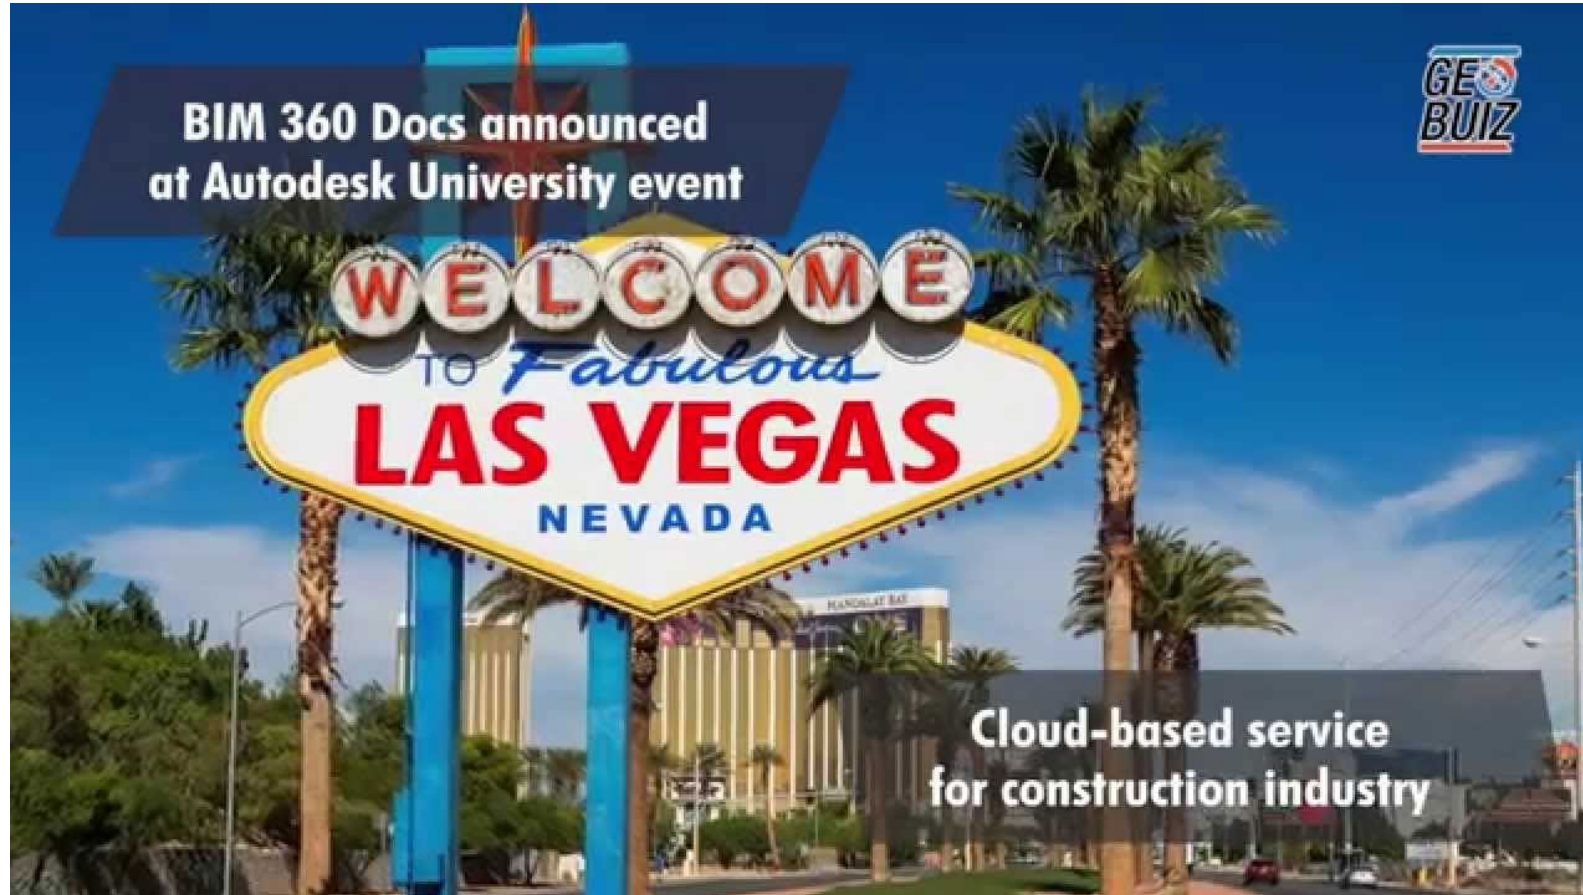 BIM 360 Docs announced
at Autodesk University event
GEO
BUIZ
WELCOME
TO Fabulous
LAS VEGAS
NEVADA
MANDALAY BAY
Cloud-based service
for construction industry